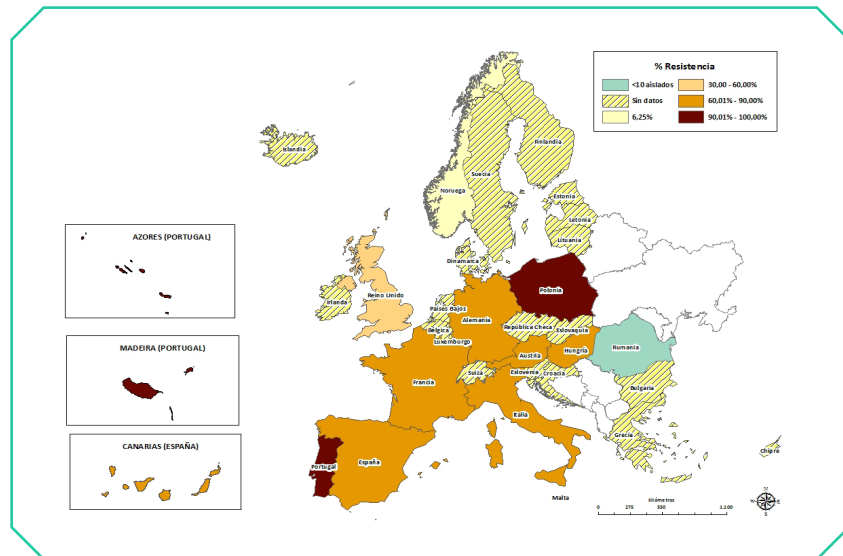 % Resistencia
<10 aislados
30,00 - 60,00%
Sin datos
60,01% - 90,00%
6,25%
90,01% - 100,00%
Islandia
Finlandia
Suecia
Noruega
Estonia
Letonia
Lituania
Dinamarca
AZORES (PORTUGAL)
Irlanda
Reino Unido
Países Bajos
Polonia
Alemania
Bélgica
República Checa
Eslovaquia
Luxemburgo
MADEIRA (PORTUGAL)
Austria
Hungría
Rumania
Francia
Suiza
Eslovenia
Croacia
Bulgaria
Italia
CANARIAS (ESPAÑA)
Grecia
Chipre
Portugal
España
Malta
kilómetros
0 275 550 1.100
N
S